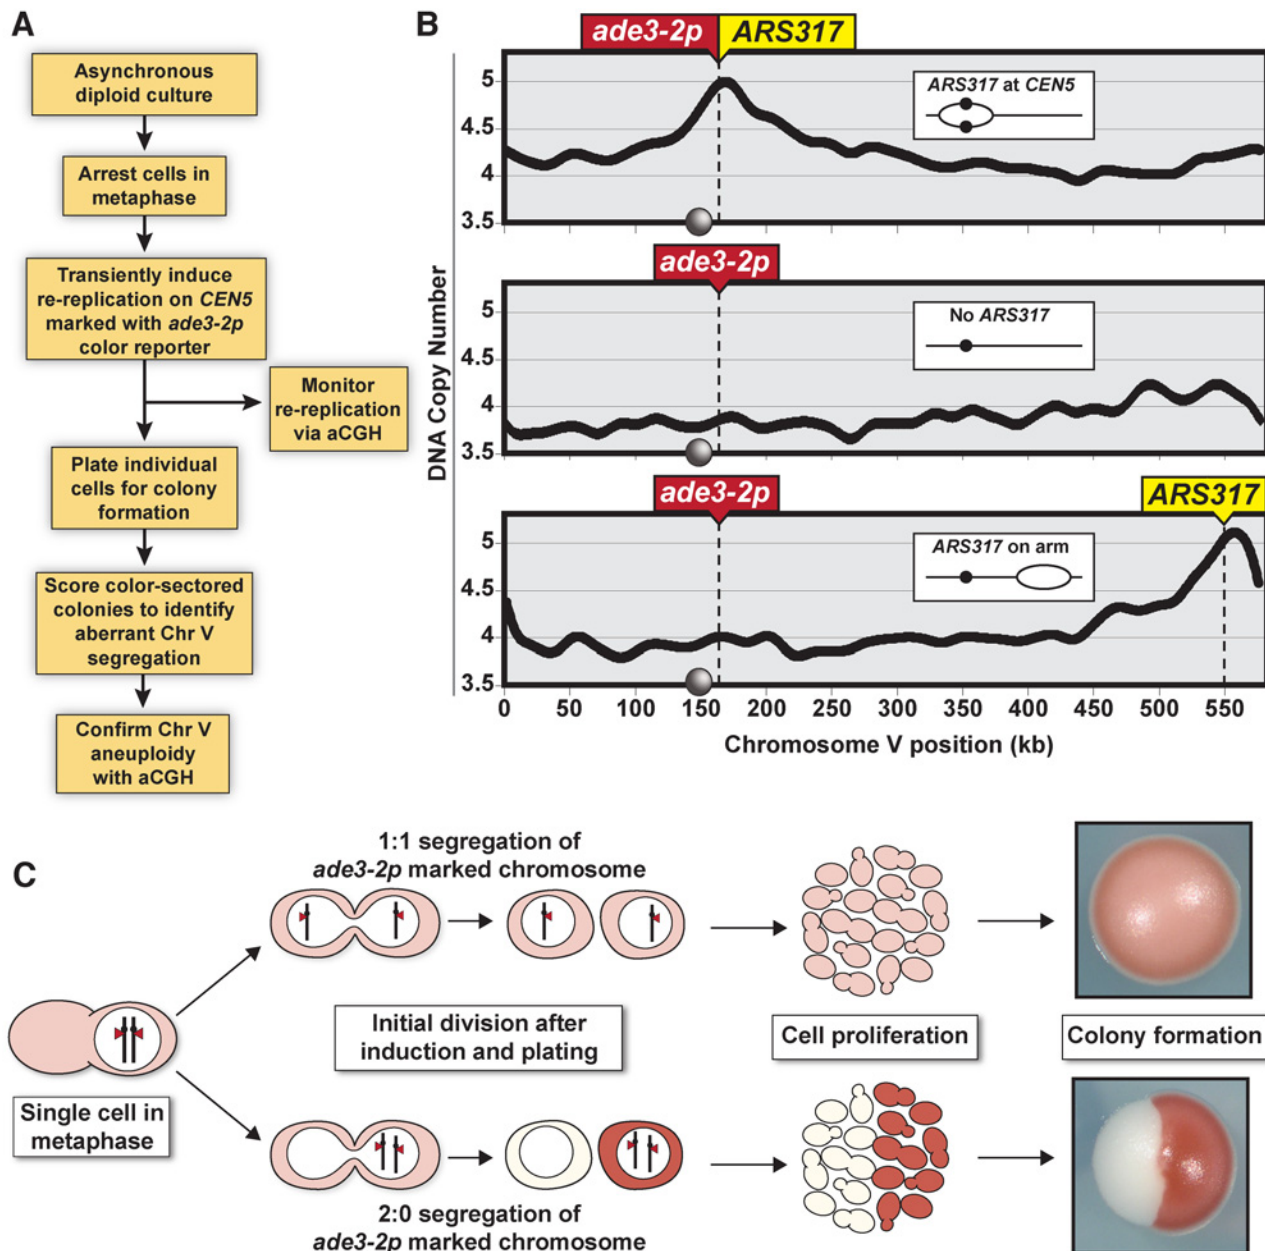 A
Asynchronous
diploid culture
Arrest cells in
metaphase
Transiently induce
re-replication on CEN5
marked with ade3-2p
color reporter
Monitor
re-replication
via aCGH
Plate individual
cells for colony
formation
Score color-sectored
colonies to identify
aberrant Chr V
segregation
Confirm Chr V
aneuploidy
with aCGH
B
ade3-2p ARS317
5
4.5
4
3.5
ARS317 at CEN5
ade3-2p
5
4.5
4
3.5
No ARS317
DNA Copy Number
ade3-2p ARS317
5
4.5
4
3.5
ARS317 on arm
0 50 100 150 200 250 300 350 400 450 500 550
Chromosome V position (kb)
C
1:1 segregation of
ade3-2p marked chromosome
Single cell in
metaphase
Initial division after
induction and plating
Cell proliferation
Colony formation
2:0 segregation of
ade3-2p marked chromosome